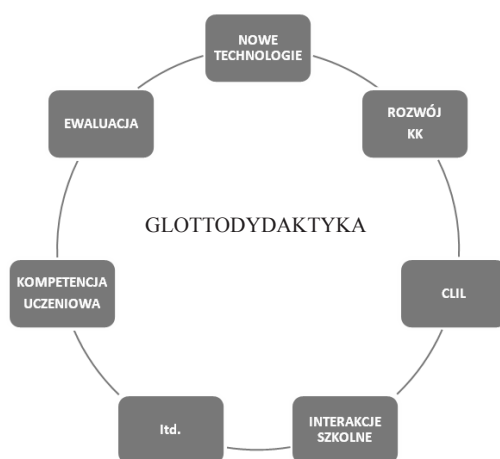 NOWE
TECHNOLOGIE
ROZWÓJ
KK
EWALUACJA
GLOTTODYDAKTYKA
KOMPETENCJA
UCZENIOWA
CLIL
Itd.
INTERAKCJE
SZKOLNE